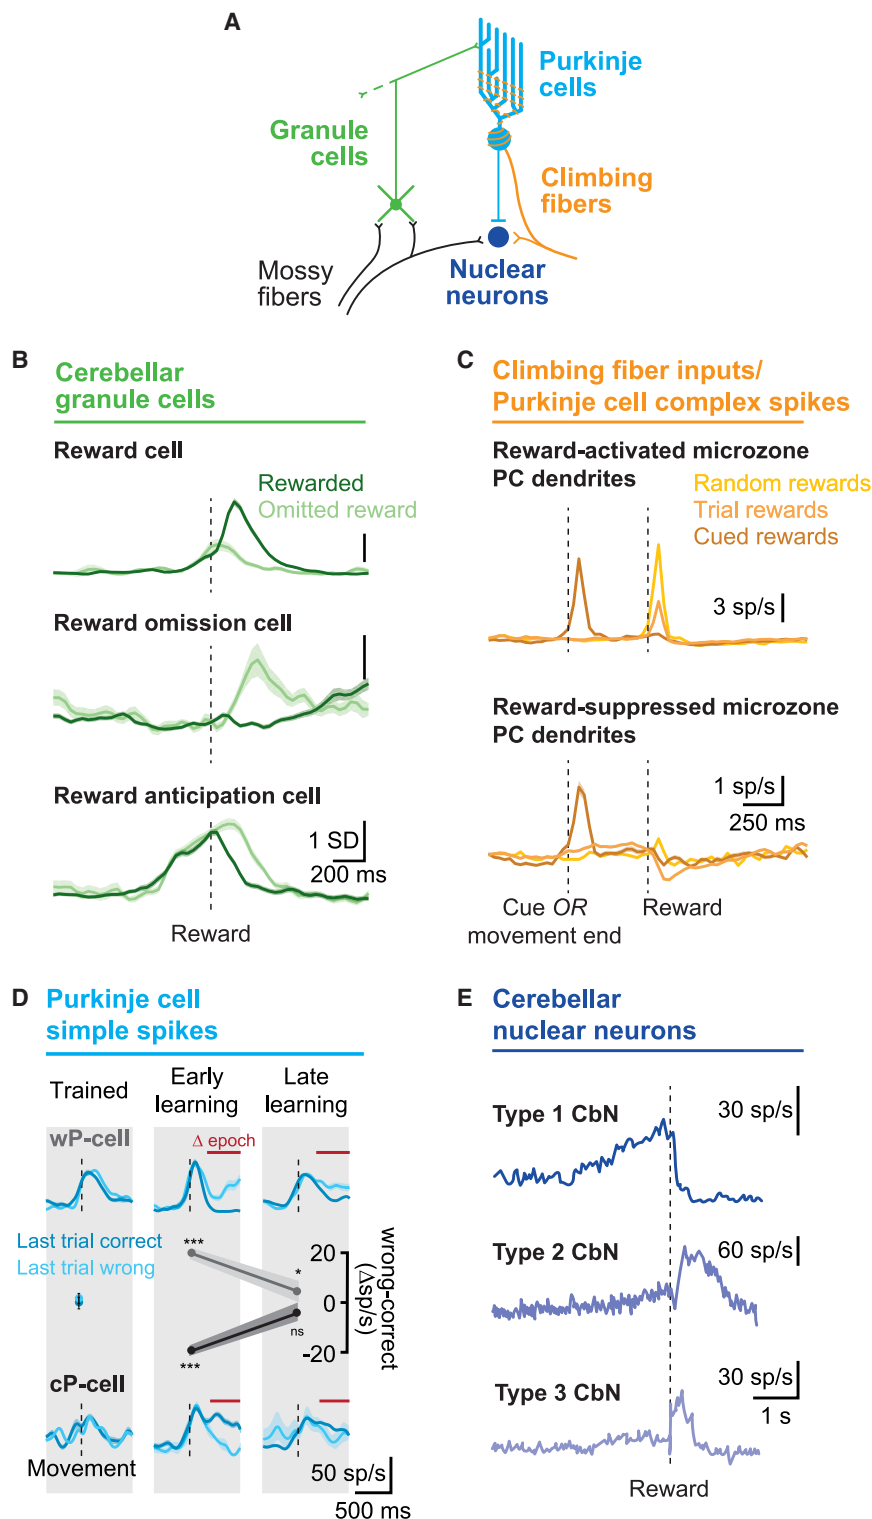 A
Purkinje
cells
Granule
cells
Climbing
fibers
Mossy
fibers
Nuclear
neurons
B
Cerebellar
granule cells
Reward cell
Rewarded
Omitted reward
Reward omission cell
Reward anticipation cell
1 SD
200 ms
Reward
C
Climbing fiber inputs/
Purkinje cell complex spikes
Reward-activated microzone
PC dendrites
Random rewards
Trial rewards
Cued rewards
3 sp/s
Reward-suppressed microzone
PC dendrites
1 sp/s
250 ms
Cue OR
movement end
Reward
D
Purkinje cell
simple spikes
Trained
Early
learning
Late
learning
wP-cell
Δ epoch
Last trial correct
Last trial wrong
***
*
***
ns
20
0
-20
wrong-correct
(Δsp/s)
cP-cell
Movement
50 sp/s
500 ms
E
Cerebellar
nuclear neurons
Type 1 CbN
30 sp/s
Type 2 CbN
60 sp/s
Type 3 CbN
30 sp/s
1 s
Reward